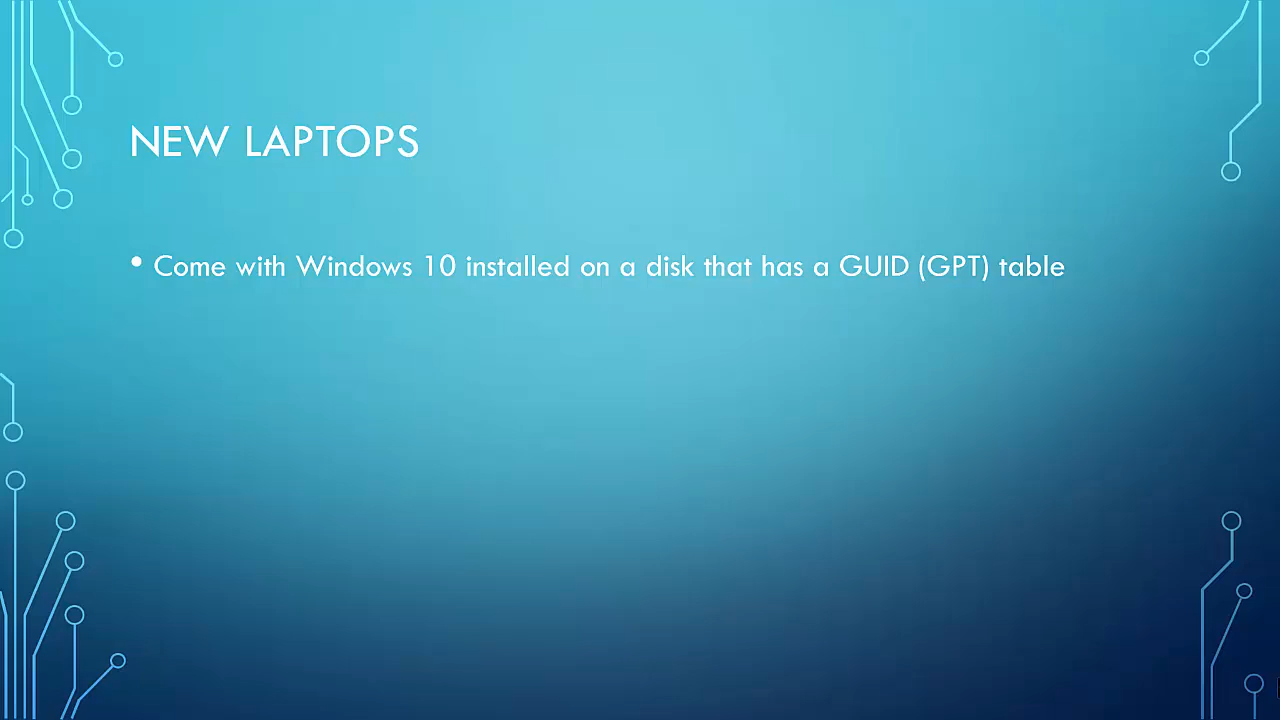 NEW LAPTOPS
• Come with Windows 10 installed on a disk that has a GUID (GPT) table